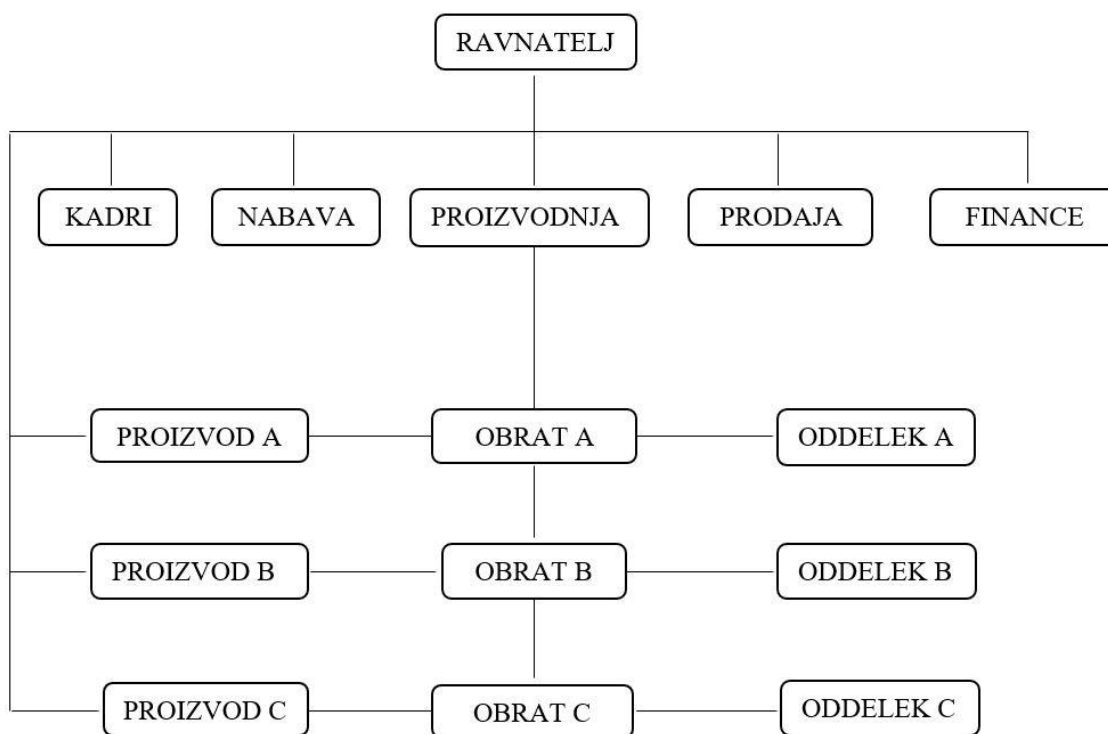 RAVNATELJ
KADRI
NABAVA
PROIZVODNJA
PRODAJA
FINANCE
PROIZVOD A
OBRAT A
ODDELEK A
PROIZVOD B
OBRAT B
ODDELEK B
PROIZVOD C
OBRAT C
ODDELEK C